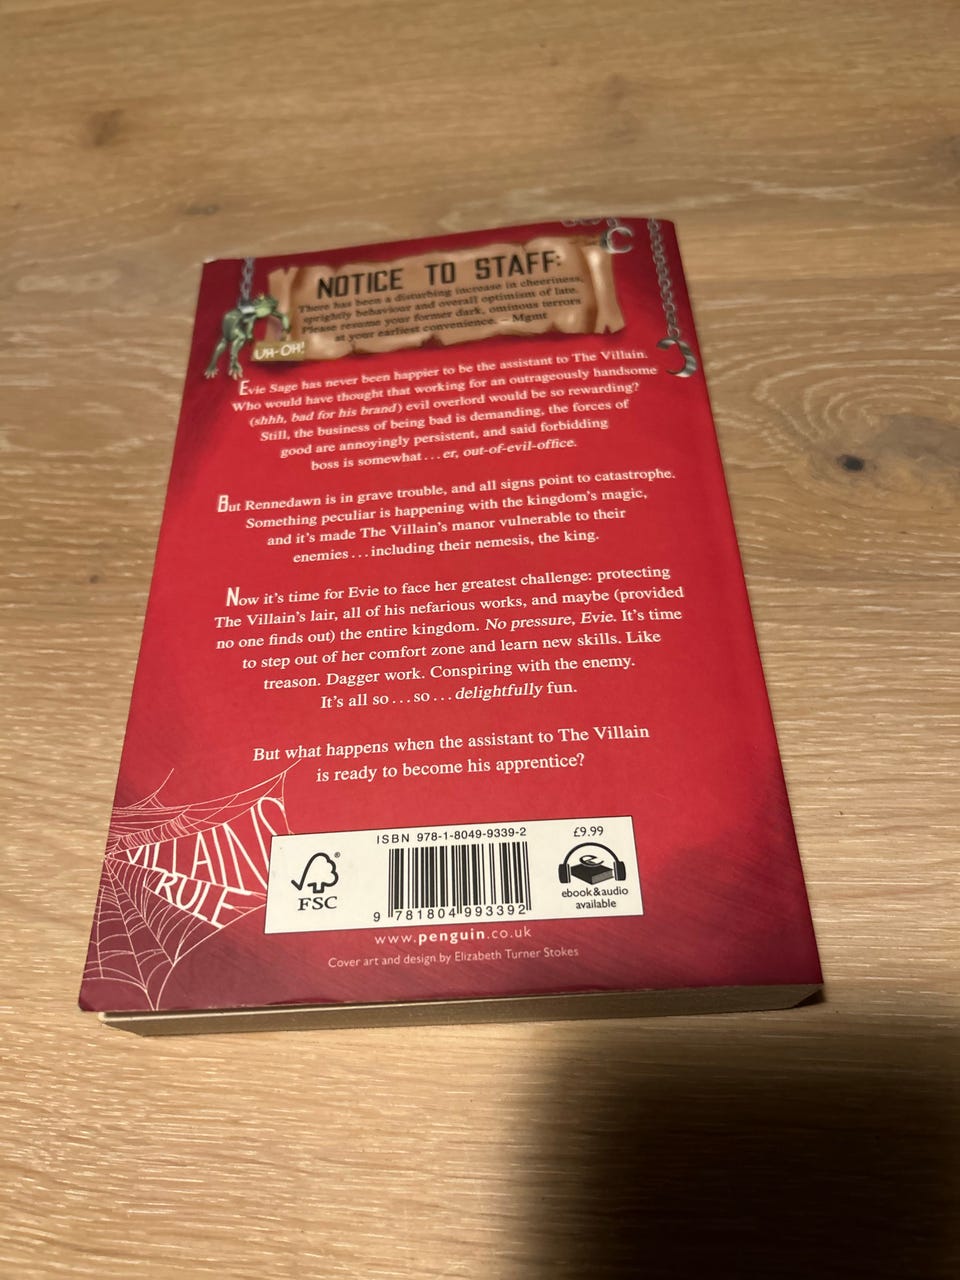 NOTICE TO STAFF:
There has been a disturbing increase in cheeriness,
sprightly behaviour and overall optimism of late.
Please resume your former dark, ominous terrors
at your earliest convenience. – Mgmt
UH-OH!
Evie Sage has never been happier to be the assistant to The Villain.
Who would have thought that working for an outrageously handsome
(shhh, bad for his brand) evil overlord would be so rewarding?
Still, the business of being bad is demanding, the forces of
good are annoyingly persistent, and said forbidding
boss is somewhat . . . er, out-of-evil-office.
But Rennedawn is in grave trouble, and all signs point to catastrophe.
Something peculiar is happening with the kingdom's magic,
and it's made The Villain's manor vulnerable to their
enemies . . . including their nemesis, the king.
Now it's time for Evie to face her greatest challenge: protecting
The Villain's lair, all of his nefarious works, and maybe (provided
no one finds out) the entire kingdom. No pressure, Evie. It's time
to step out of her comfort zone and learn new skills. Like
treason. Dagger work. Conspiring with the enemy.
It's all so . . . so . . . delightfully fun.
But what happens when the assistant to The Villain
is ready to become his apprentice?
VILLAINS
RULE
ISBN 978-1-8049-9339-2
£9.99
FSC
®
9 781804 993392
ebook & audio
available
www.penguin.co.uk
Cover art and design by Elizabeth Turner Stokes